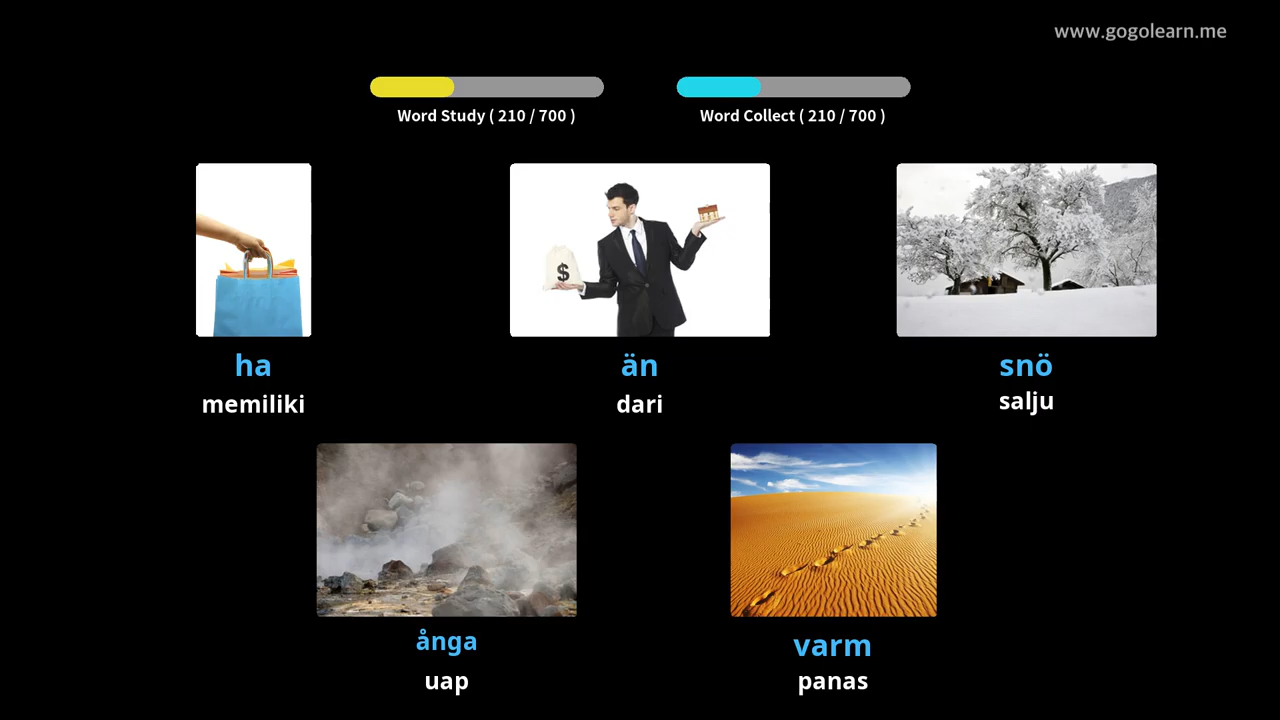 www.gogolearn.me
Word Study ( 210 / 700 )
Word Collect ( 210 / 700 )
$
ha
memiliki
än
dari
snö
salju
ånga
uap
varm
panas